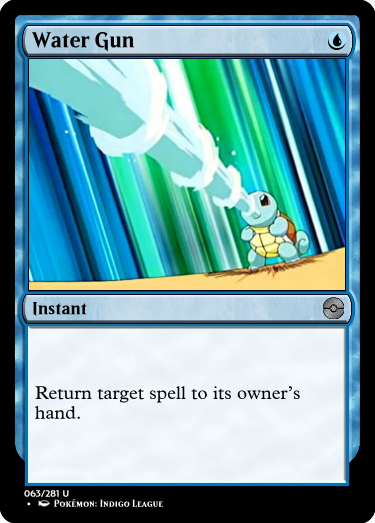 Water Gun
Instant
Return target spell to its owner's
hand.
063/281 U
• Pokémon: Indigo League